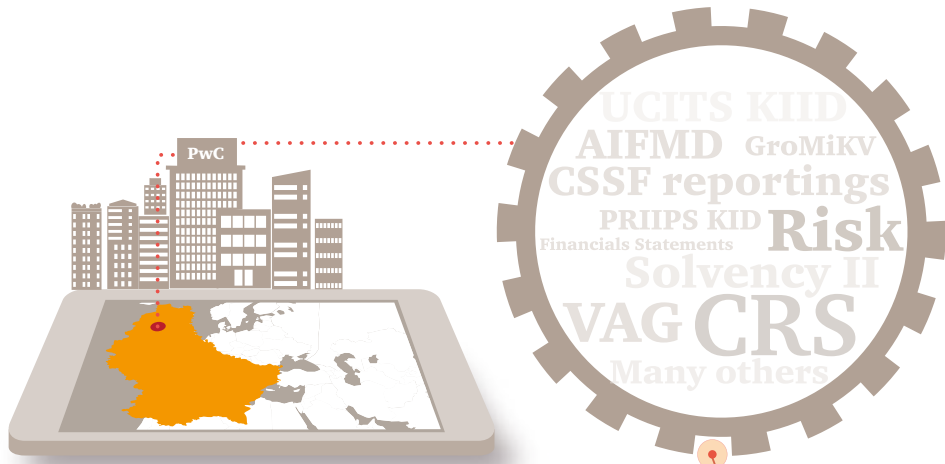 PwC
UCITS KIID
AIFMD GroMiKV
CSSF reportings
PRIIPS KID Risk
Financials Statements
Solvency II
VAG CRS
Many others